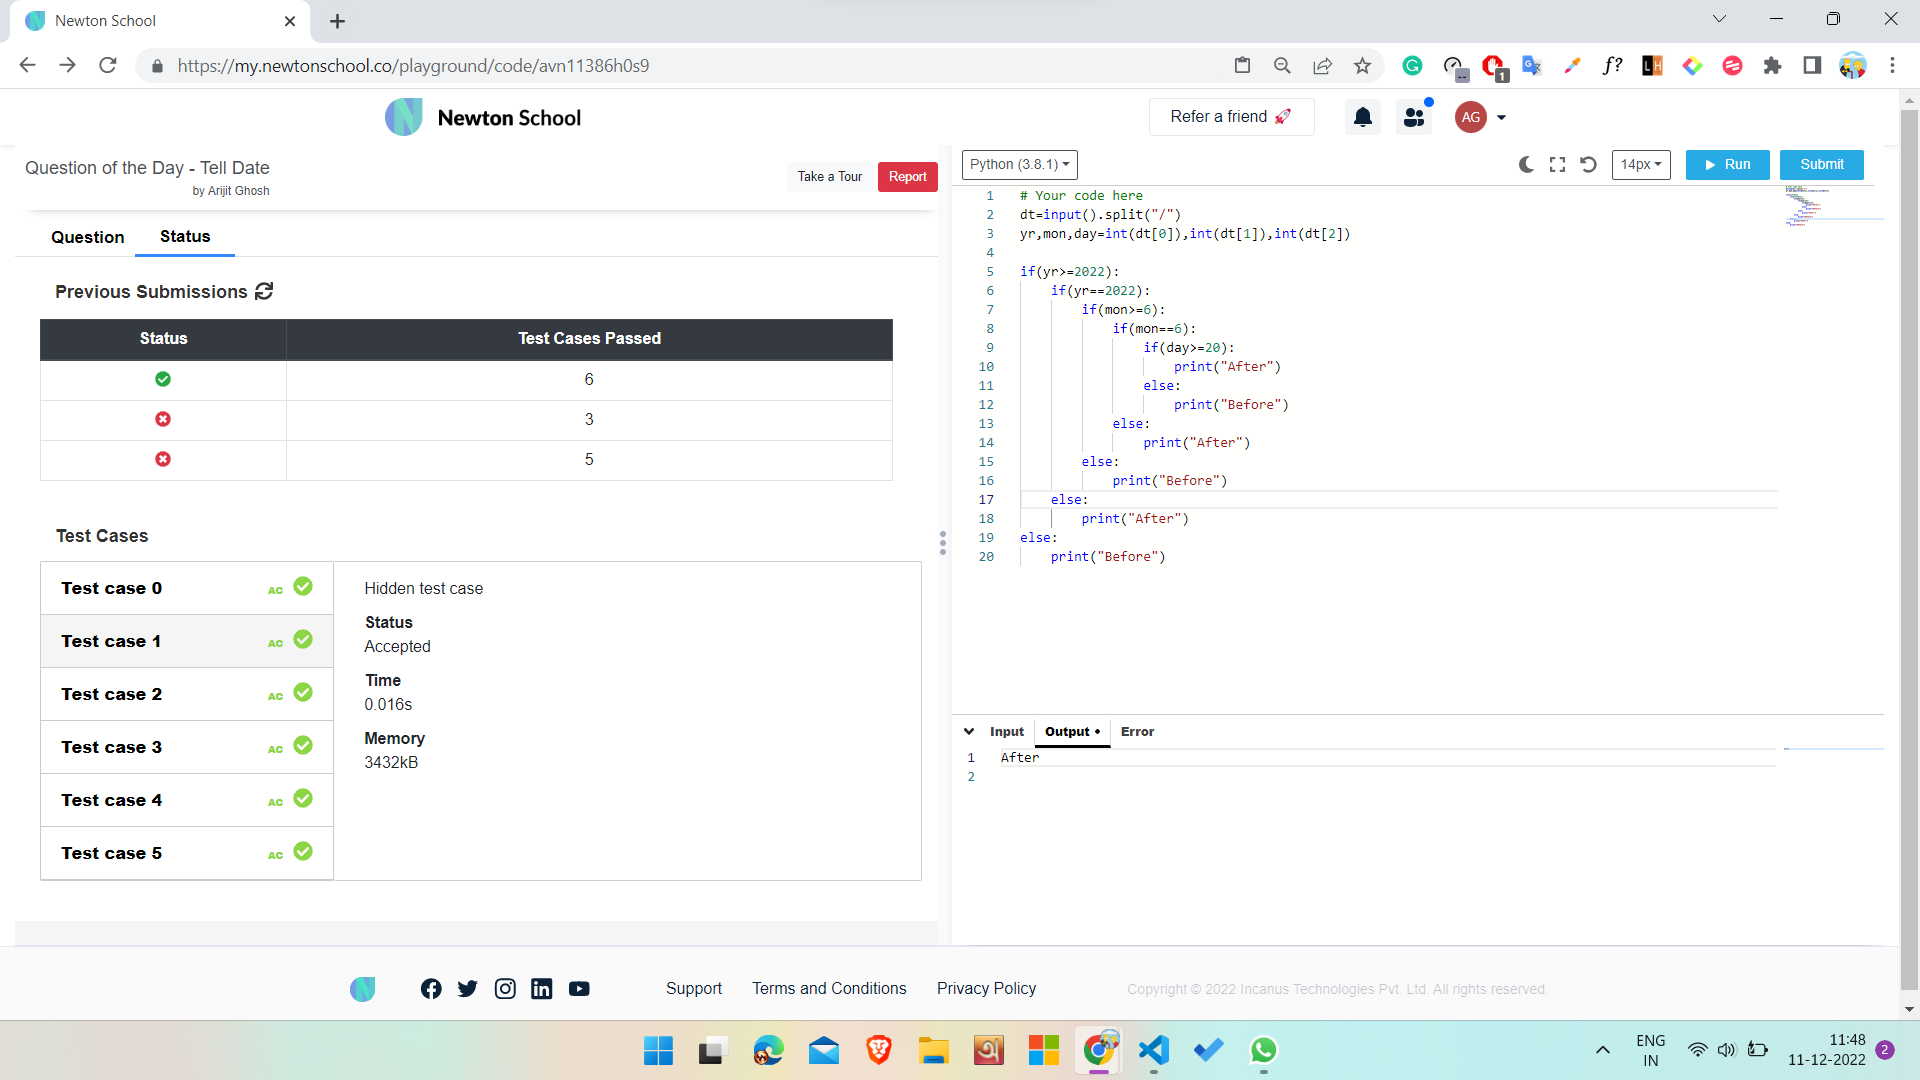 Newton School
https://my.newtonschool.co/playground/code/avn11386h0s9
1
Newton School
Refer a friend 🚀
AG
Question of the Day - Tell Date
by Arijit Ghosh
Take a Tour
Report
Question
Status
Previous Submissions
Status
Test Cases Passed
6
3
5
Test Cases
Test case 0
AC
Test case 1
AC
Test case 2
AC
Test case 3
AC
Test case 4
AC
Test case 5
AC
Hidden test case
Status
Accepted
Time
0.016s
Memory
3432kB
Python (3.8.1)
14px
Run
Submit
1 # Your code here
2 dt=input().split("/")
3 yr,mon,day=int(dt[0]),int(dt[1]),int(dt[2])
4
5 if(yr>=2022):
6     if(yr==2022):
7         if(mon>=6):
8             if(mon==6):
9                 if(day>=20):
10                     print("After")
11                 else:
12                     print("Before")
13             else:
14                 print("After")
15         else:
16             print("Before")
17     else:
18         print("After")
19 else:
20     print("Before")
Input
Output •
Error
1 After
2
Support
Terms and Conditions
Privacy Policy
Copyright © 2022 Incanus Technologies Pvt. Ltd. All rights reserved.
ENG
IN
11:48
11-12-2022
2